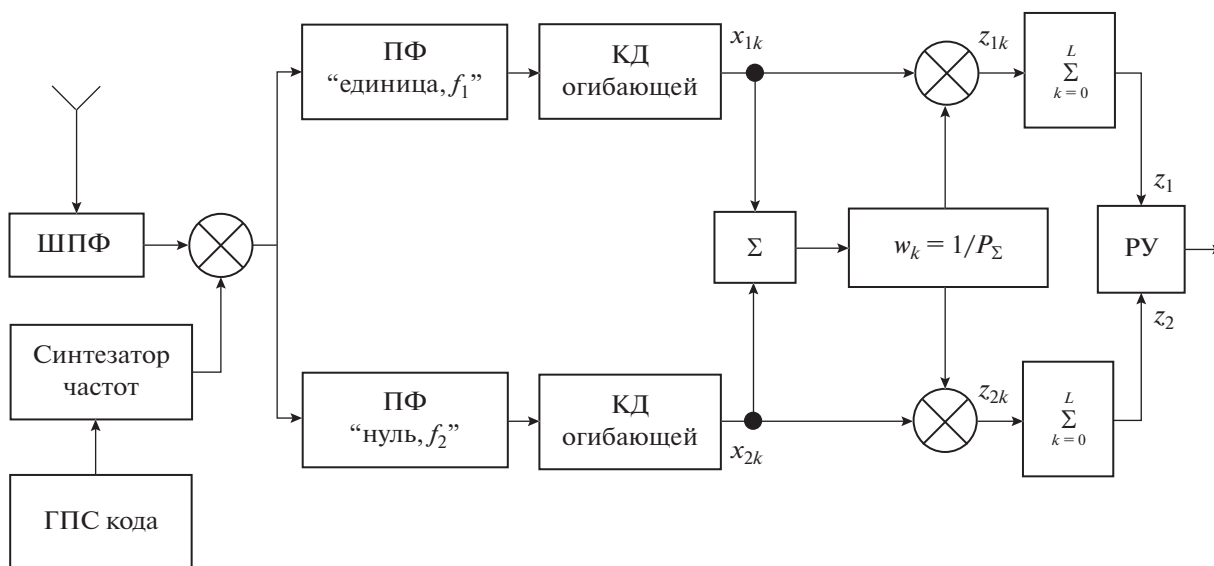 ПФ
“единица, f₁”
КД
огибающей
x₁ₖ
z₁ₖ
L
Σ
k = 0
z₁
ШПФ
Σ
wₖ = 1/P_Σ
РУ
z₂
Синтезатор
частот
ПФ
“нуль, f₂”
КД
огибающей
x₂ₖ
z₂ₖ
L
Σ
k = 0
ГПС кода